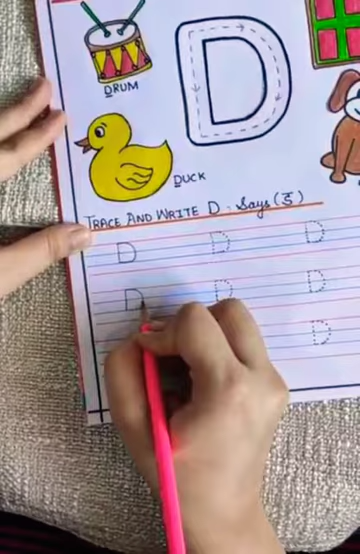 D
DRUM
DUCK
TRACE AND WRITE D : Says (ड)
D D D
D D D
D